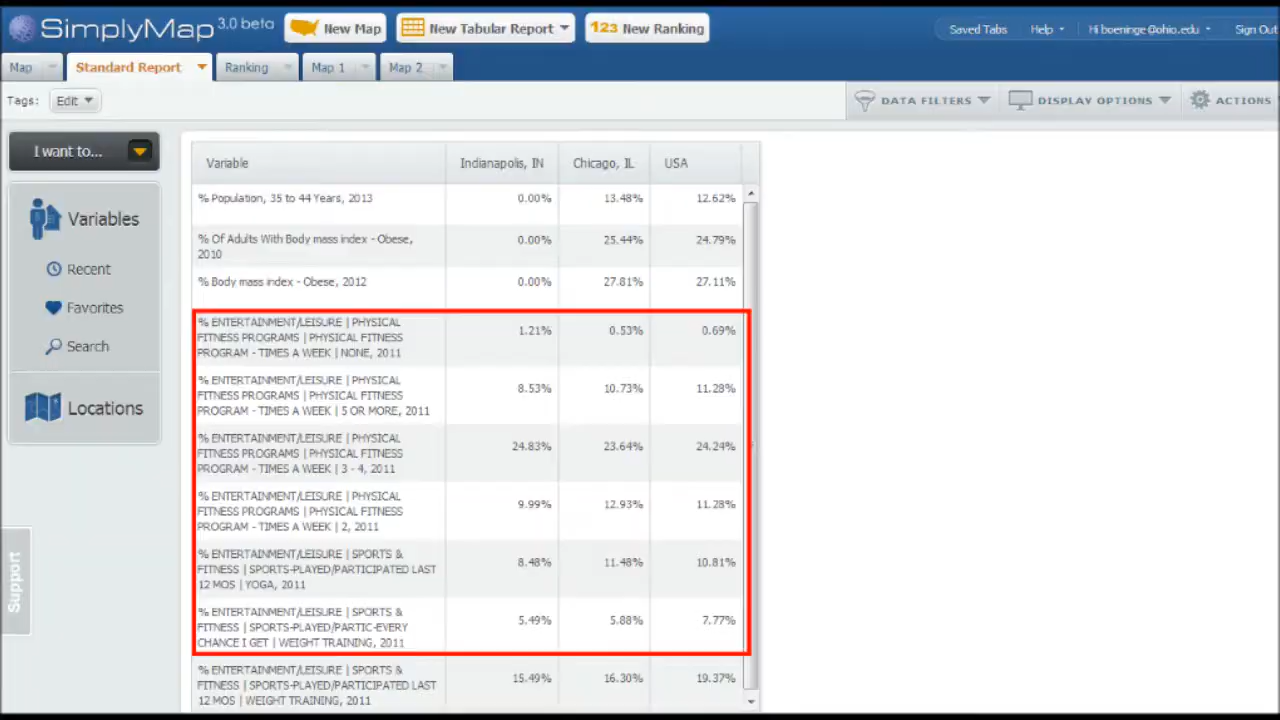 SimplyMap 3.0 beta
New Map
New Tabular Report
123 New Ranking
Saved Tabs
Help
Hi boeninge@ohio.edu
Sign Out
Map
Standard Report
Ranking
Map 1
Map 2
Tags:
Edit
DATA FILTERS
DISPLAY OPTIONS
ACTIONS
I want to...
Variables
Recent
Favorites
Search
Locations
Support
Variable Indianapolis, IN Chicago, IL USA
% Population, 35 to 44 Years, 2013 0.00% 13.48% 12.62%
% Of Adults With Body mass index - Obese, 0.00% 25.44% 24.79%
2010
% Body mass index - Obese, 2012 0.00% 27.81% 27.11%
% ENTERTAINMENT/LEISURE | PHYSICAL
FITNESS PROGRAMS | PHYSICAL FITNESS 1.21% 0.53% 0.69%
PROGRAM - TIMES A WEEK | NONE, 2011
% ENTERTAINMENT/LEISURE | PHYSICAL
FITNESS PROGRAMS | PHYSICAL FITNESS 8.53% 10.73% 11.28%
PROGRAM - TIMES A WEEK | 5 OR MORE, 2011
% ENTERTAINMENT/LEISURE | PHYSICAL
FITNESS PROGRAMS | PHYSICAL FITNESS 24.83% 23.64% 24.24%
PROGRAM - TIMES A WEEK | 3 - 4, 2011
% ENTERTAINMENT/LEISURE | PHYSICAL
FITNESS PROGRAMS | PHYSICAL FITNESS 9.99% 12.93% 11.28%
PROGRAM - TIMES A WEEK | 2, 2011
% ENTERTAINMENT/LEISURE | SPORTS &
FITNESS | SPORTS-PLAYED/PARTICIPATED LAST 8.48% 11.48% 10.81%
12 MOS | YOGA, 2011
% ENTERTAINMENT/LEISURE | SPORTS &
FITNESS | SPORTS-PLAYED/PARTIC-EVERY 5.49% 5.88% 7.77%
CHANCE I GET | WEIGHT TRAINING, 2011
% ENTERTAINMENT/LEISURE | SPORTS &
FITNESS | SPORTS-PLAYED/PARTICIPATED LAST 15.49% 16.30% 19.37%
12 MOS | WEIGHT TRAINING, 2011